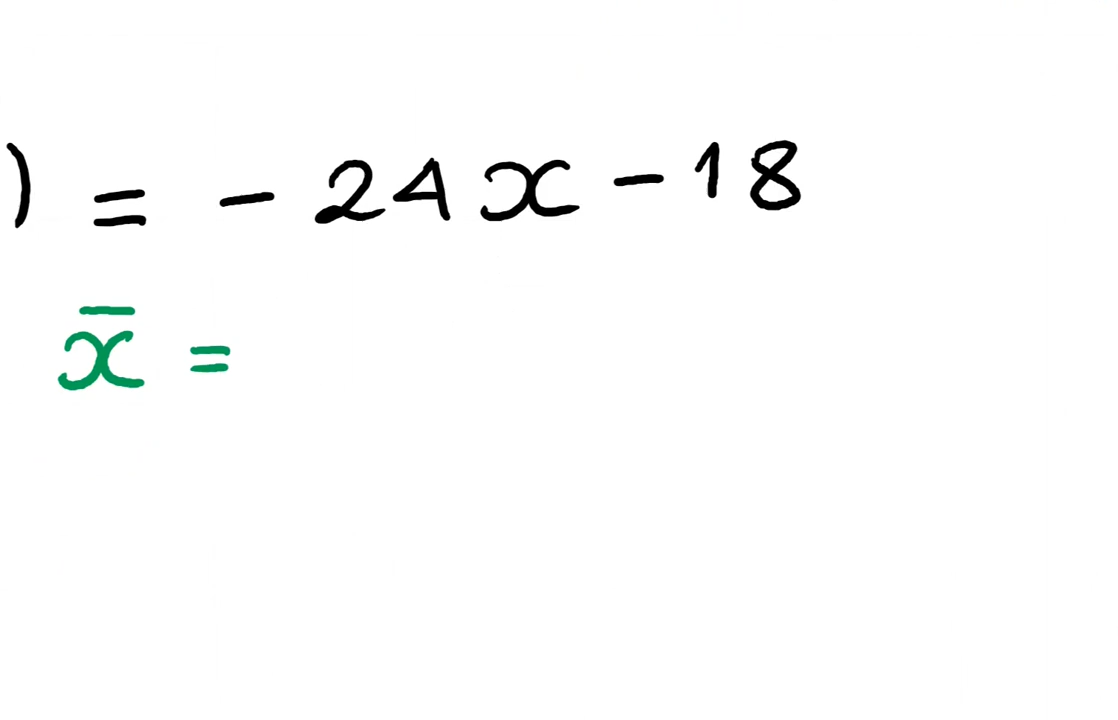 ) = - 24x - 18
x̄ =